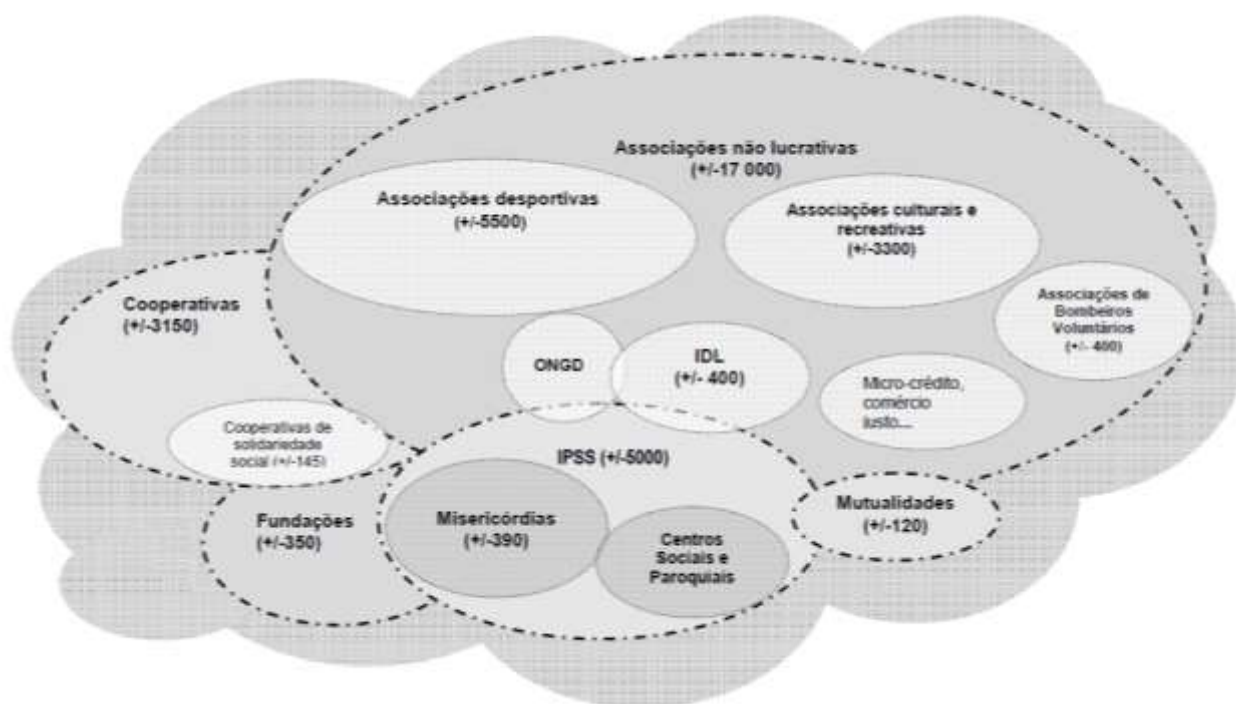 Associações não lucrativas
(+/-17 000)
Associações desportivas
(+/-5500)
Associações culturais e
recreativas
(+/-3300)
Cooperativas
(+/-3150)
Associações de
Bombeiros
Voluntários
(+/- 400)
ONGD
IDL
(+/- 400)
Micro-crédito,
comércio
justo...
Cooperativas de
solidariedade
social (+/-145)
IPSS (+/-5000)
Fundações
(+/-350)
Misericórdias
(+/-390)
Centros
Sociais e
Paroquiais
Mutualidades
(+/-120)